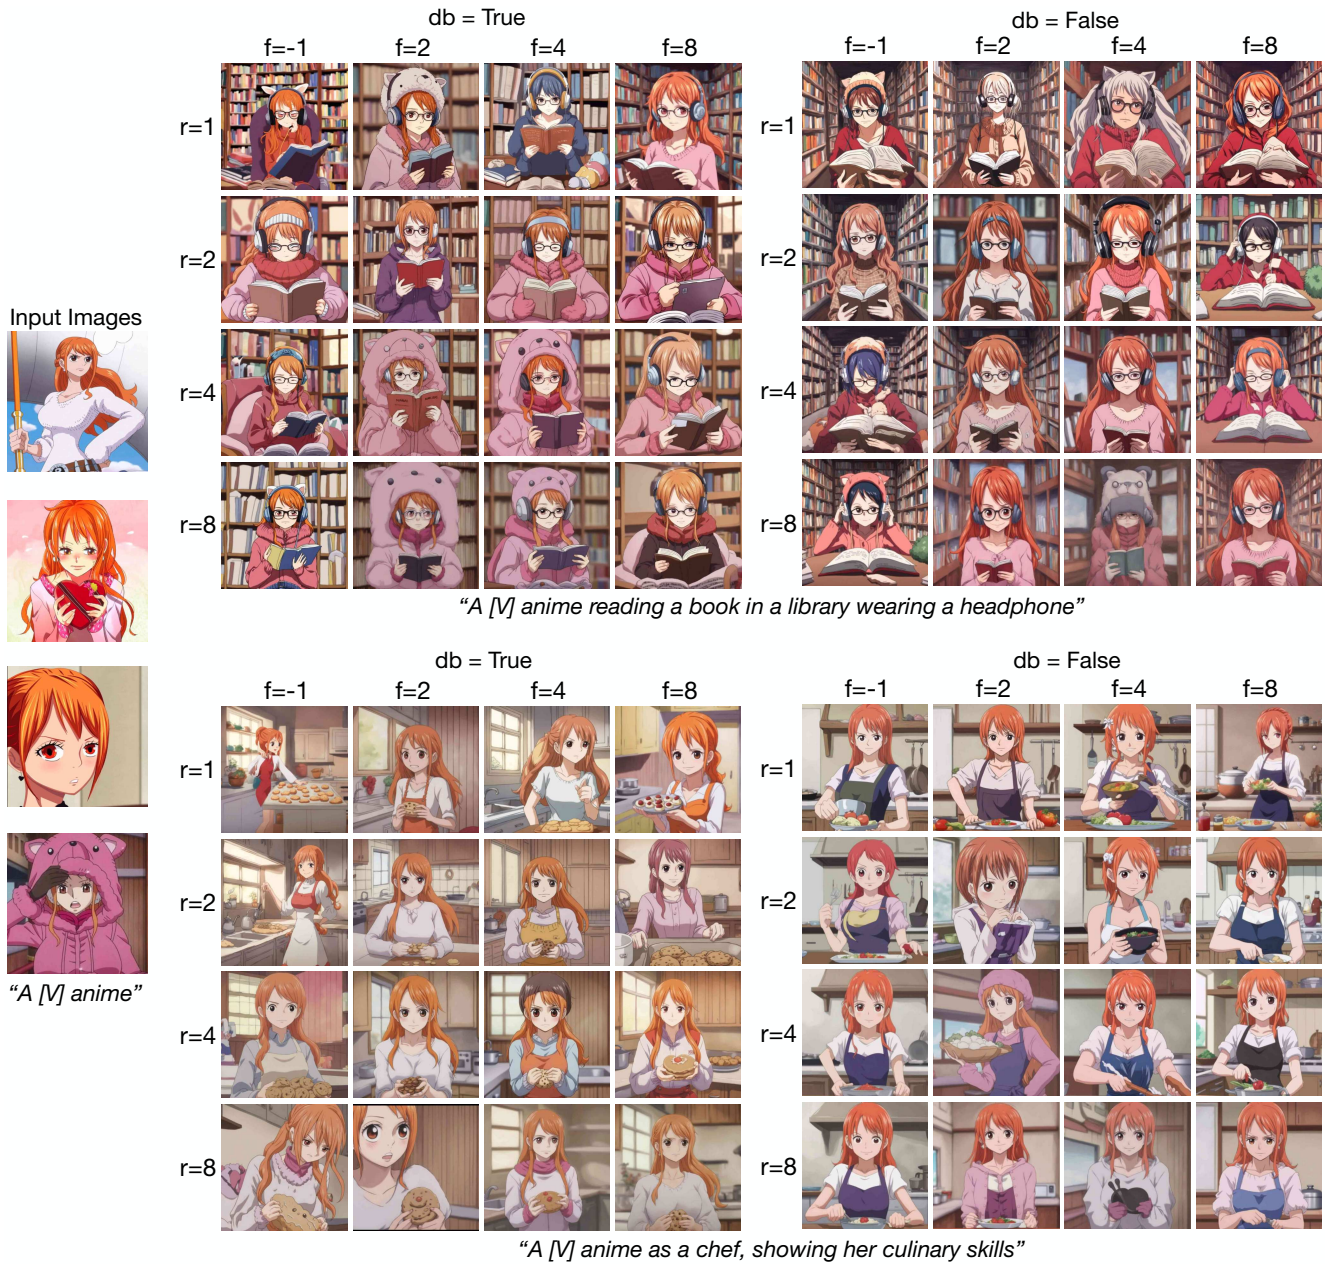 db = True
db = False
f=-1 f=2 f=4 f=8
f=-1 f=2 f=4 f=8
r=1
r=2
r=4
r=8
r=1
r=2
r=4
r=8
Input Images
“A [V] anime”
“A [V] anime reading a book in a library wearing a headphone”
db = True
db = False
f=-1 f=2 f=4 f=8
f=-1 f=2 f=4 f=8
r=1
r=2
r=4
r=8
r=1
r=2
r=4
r=8
“A [V] anime as a chef, showing her culinary skills”